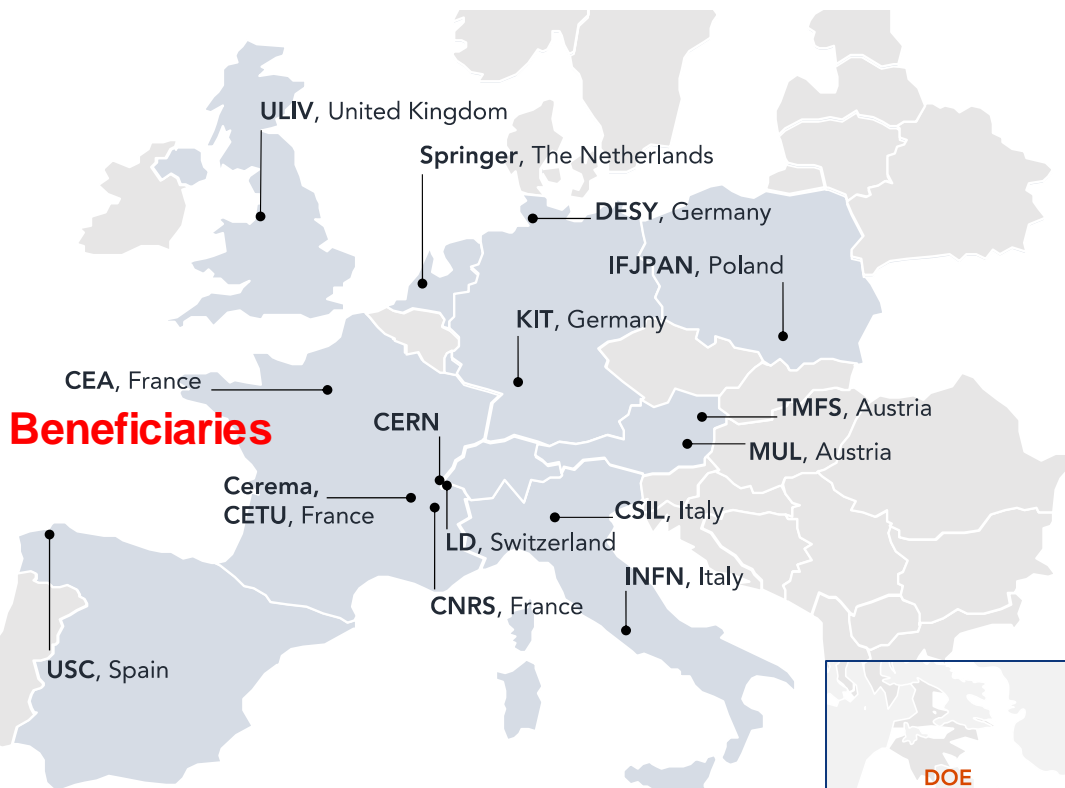 ULIV, United Kingdom
Springer, The Netherlands
DESY, Germany
IFJPAN, Poland
KIT, Germany
CEA, France
Beneficiaries
CERN
TMFS, Austria
MUL, Austria
Cerema,
CETU, France
CSIL, Italy
LD, Switzerland
INFN, Italy
CNRS, France
USC, Spain
DOE